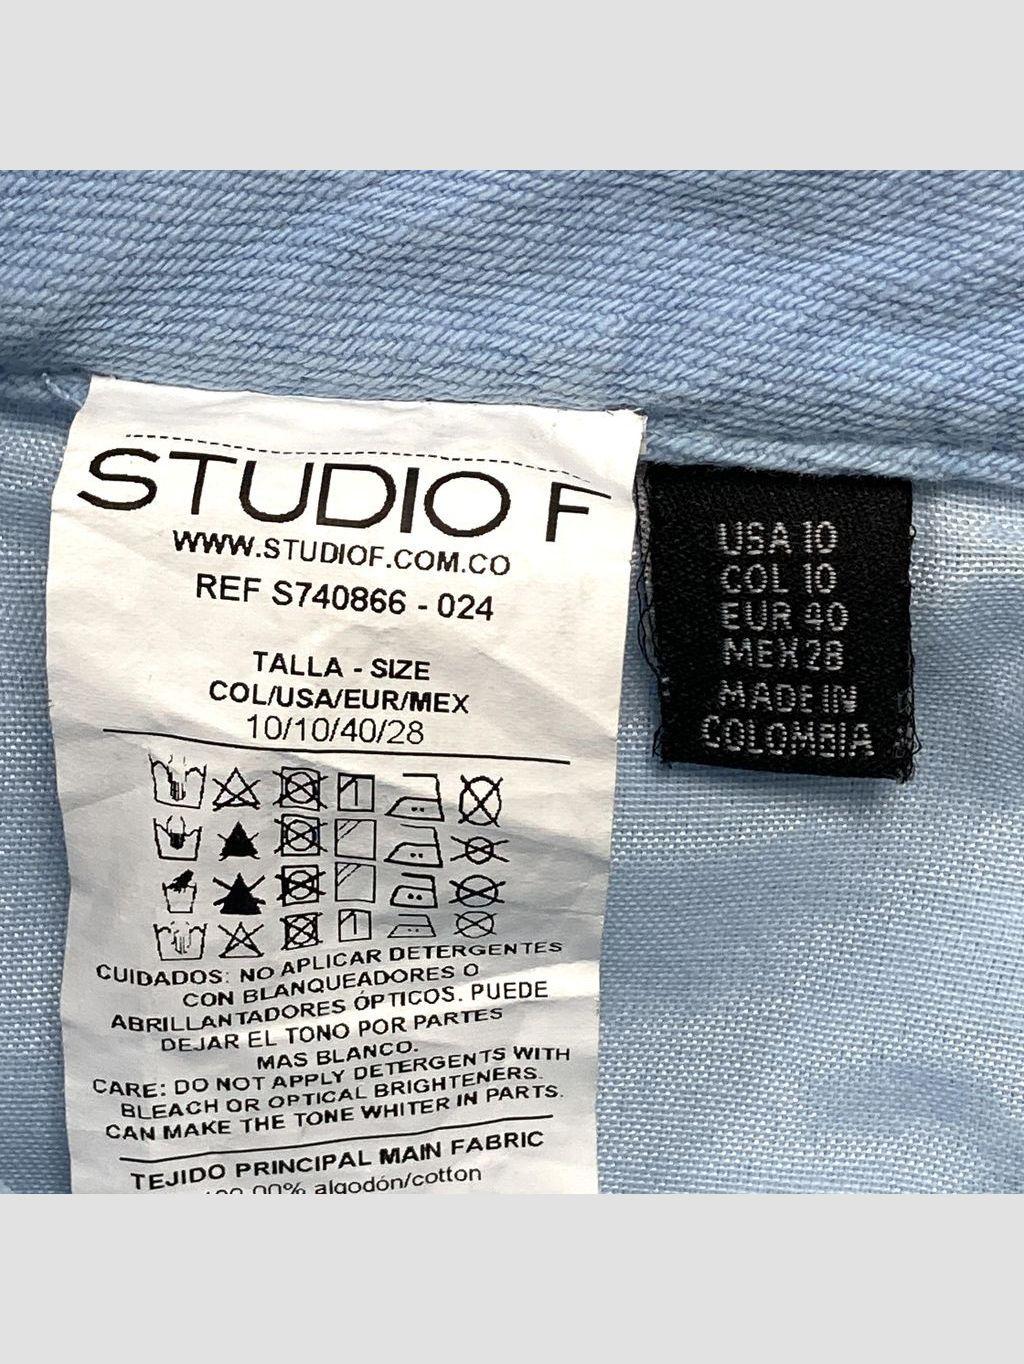 STUDIO F
WWW.STUDIOF.COM.CO
REF S740866 - 024
TALLA - SIZE
COL/USA/EUR/MEX
10/10/40/28
CUIDADOS: NO APLICAR DETERGENTES
CON BLANQUEADORES O
ABRILLANTADORES ÓPTICOS. PUEDE
DEJAR EL TONO POR PARTES
MAS BLANCO.
CARE: DO NOT APPLY DETERGENTS WITH
BLEACH OR OPTICAL BRIGHTENERS.
CAN MAKE THE TONE WHITER IN PARTS.
TEJIDO PRINCIPAL MAIN FABRIC
algodón/cotton
USA 10
COL 10
EUR 40
MEX 28
MADE IN
COLOMBIA